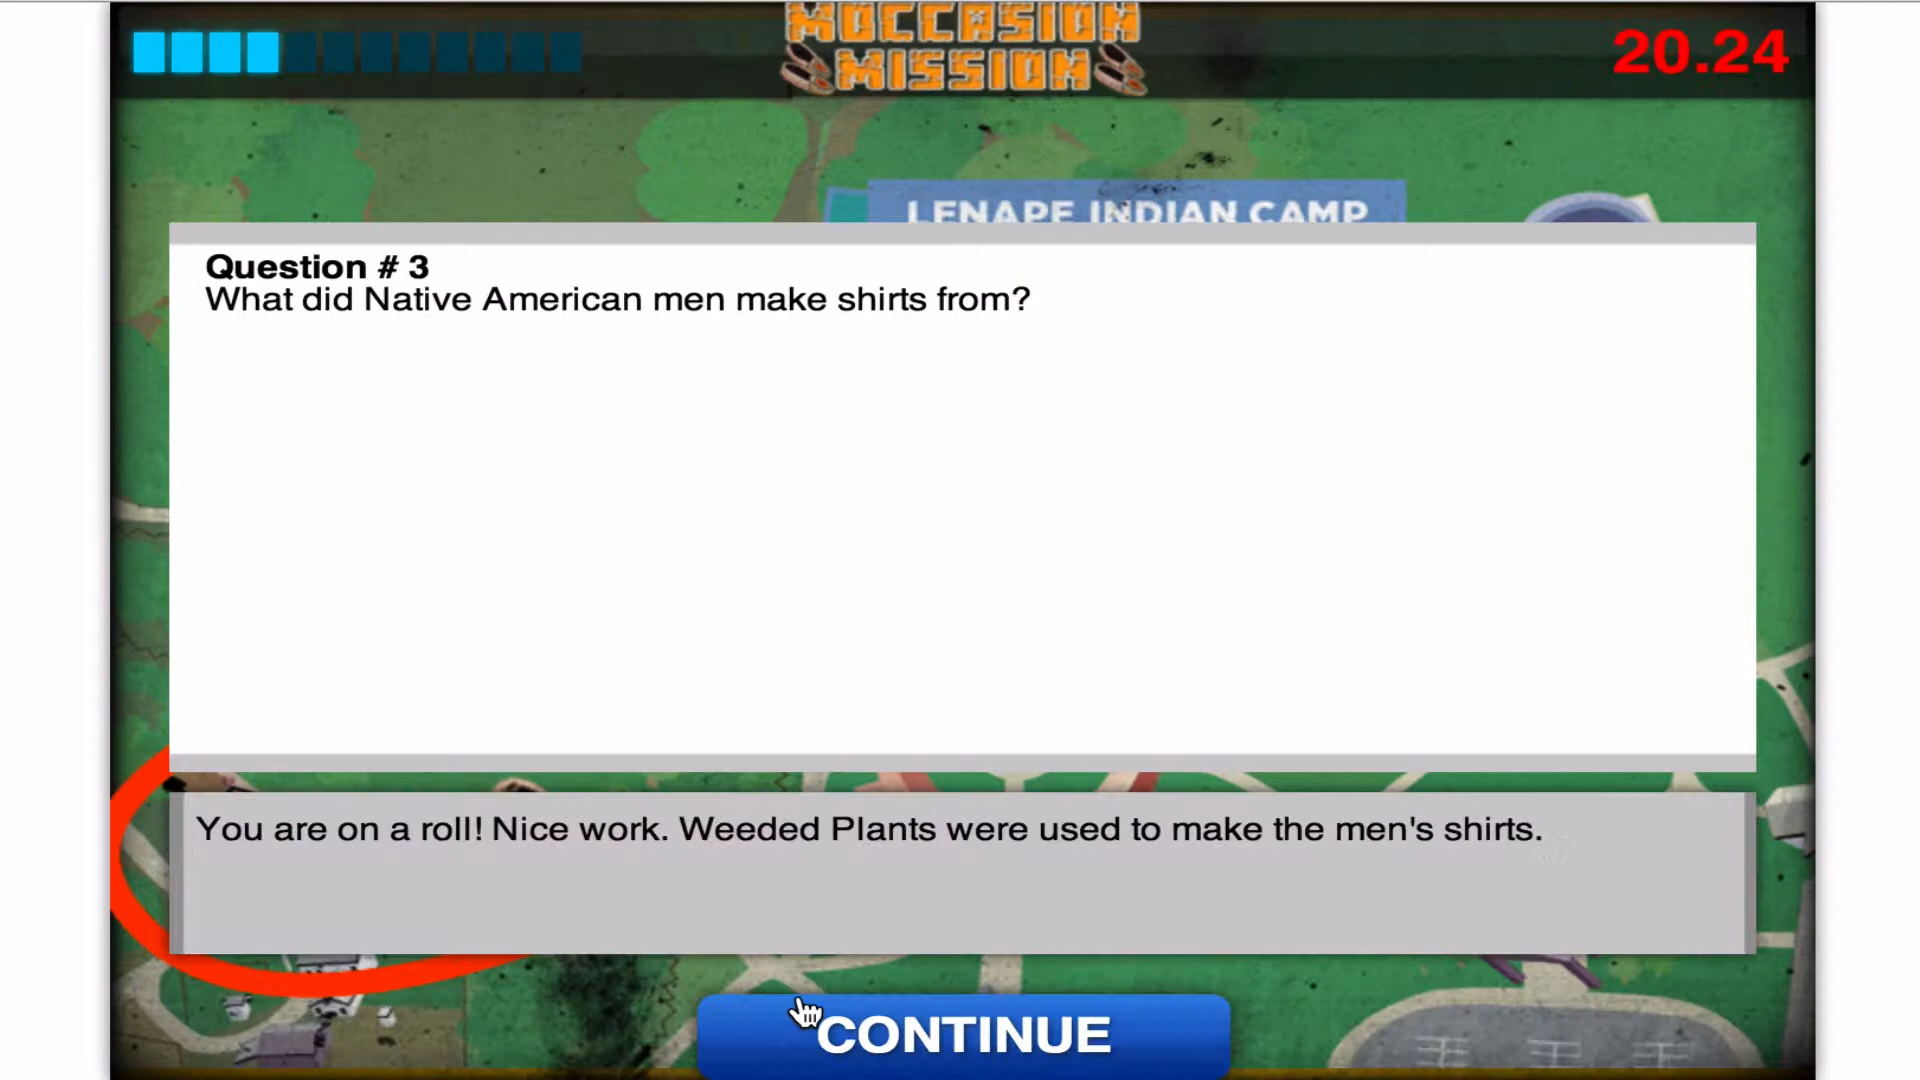 MOCCASION
MISSION
20.24
LENAPE INDIAN CAMP
Question # 3
What did Native American men make shirts from?
You are on a roll! Nice work. Weeded Plants were used to make the men's shirts.
CONTINUE